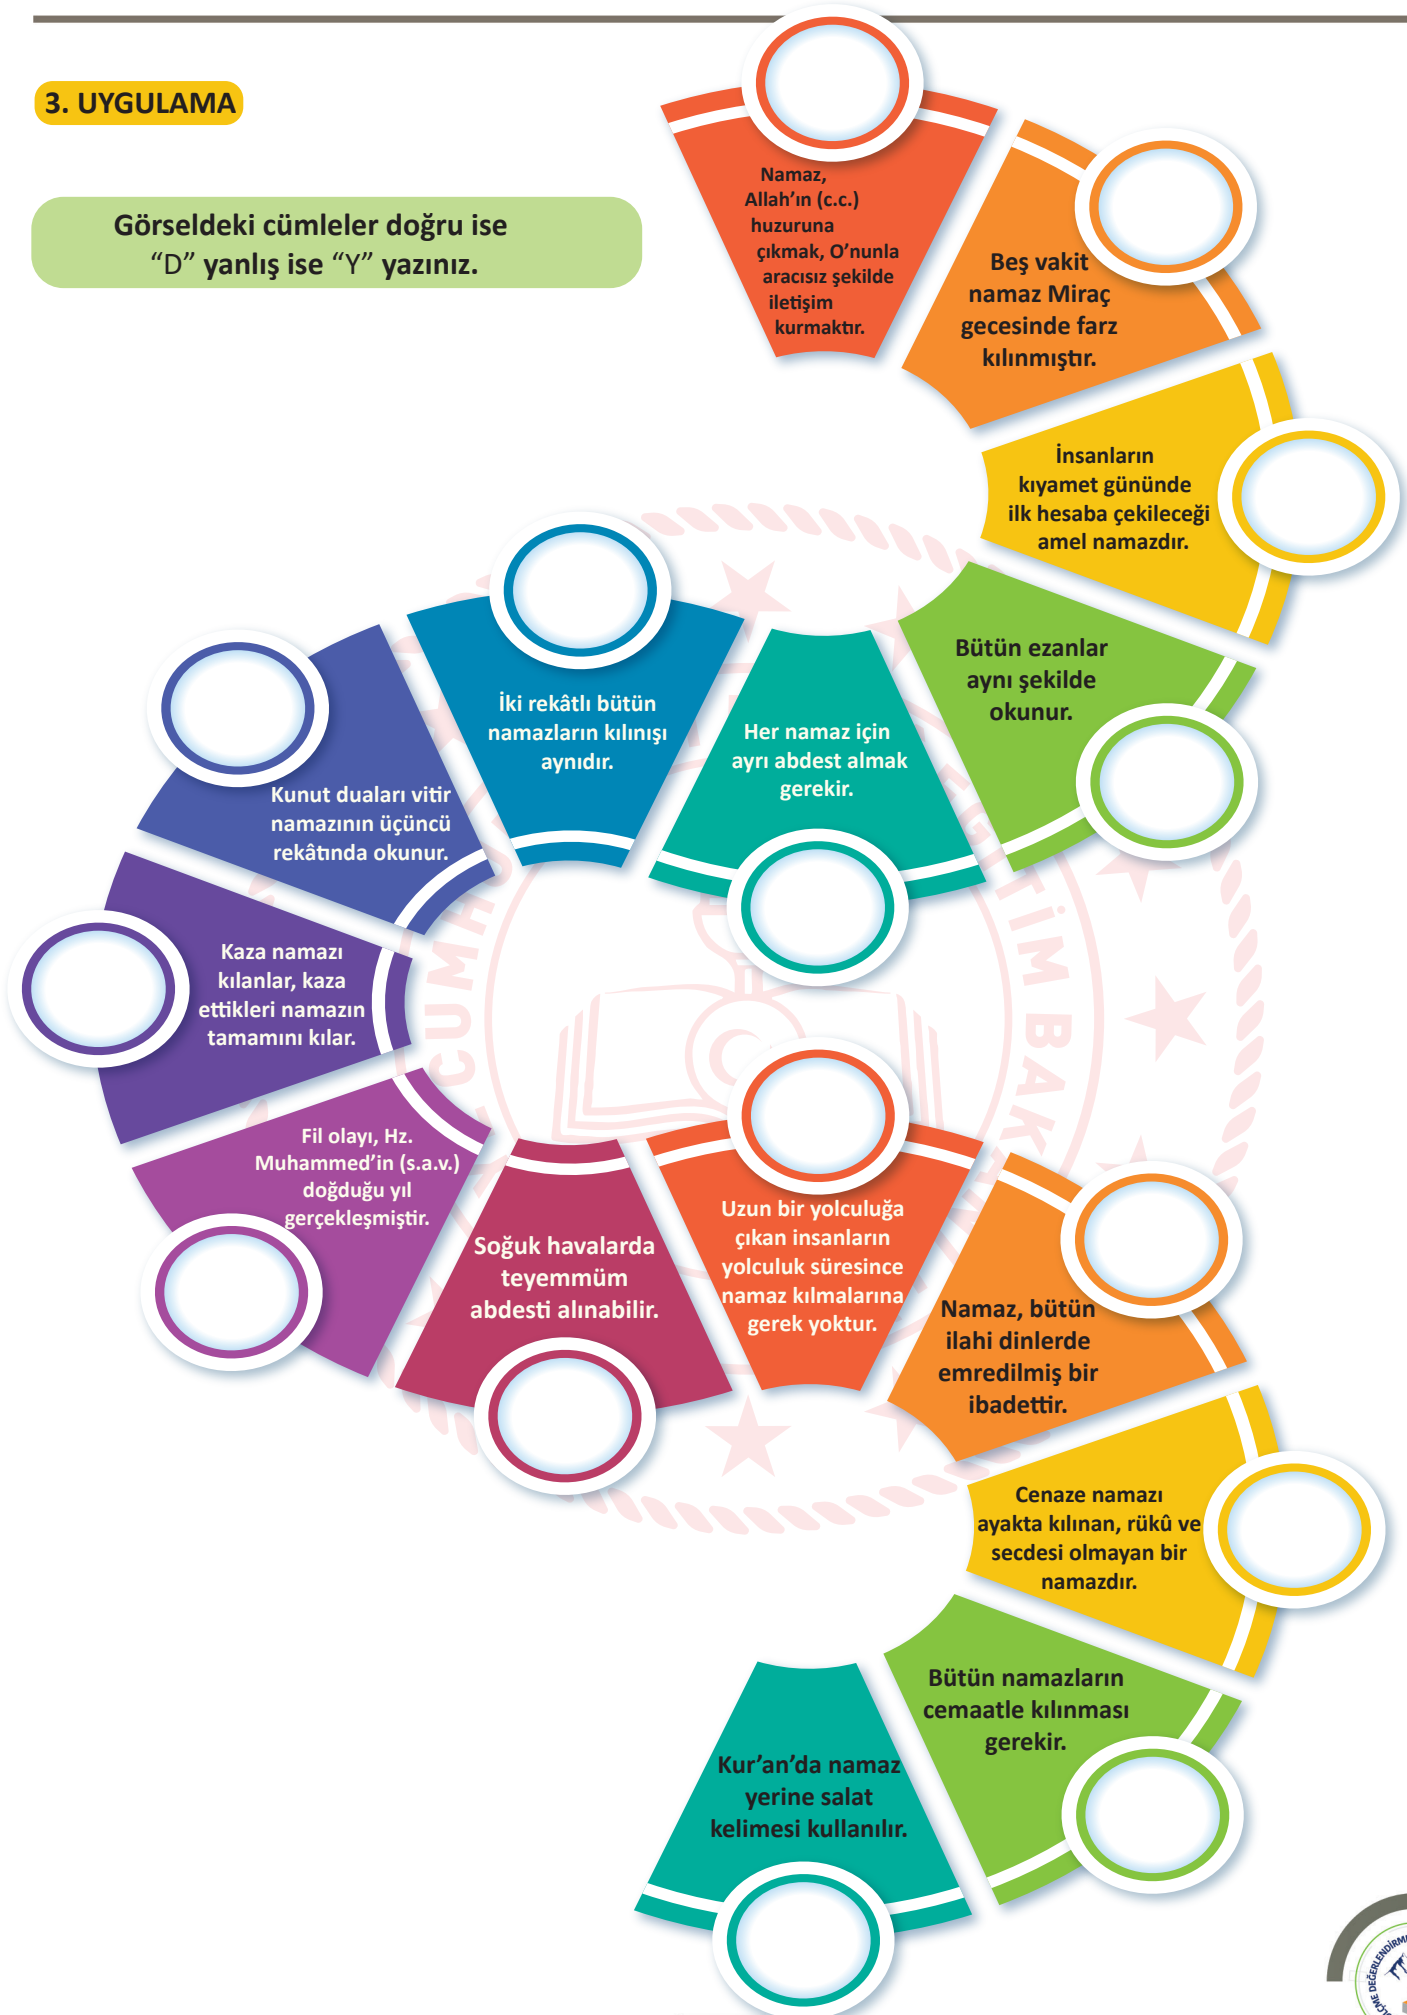 3. UYGULAMA
Görseldeki cümleler doğru ise
“D” yanlış ise “Y” yazınız.
Namaz,
Allah’ın (c.c.)
huzuruna
çıkmak, O’nunla
aracısız şekilde
iletişim
kurmaktır.
Beş vakit
namaz Miraç
gecesinde farz
kılınmıştır.
İnsanların
kıyamet gününde
ilk hesaba çekileceği
amel namazdır.
Bütün ezanlar
aynı şekilde
okunur.
Her namaz için
ayrı abdest almak
gerekir.
İki rekâtlı bütün
namazların kılınışı
aynıdır.
Kunut duaları vitir
namazının üçüncü
rekâtında okunur.
Kaza namazı
kılanlar, kaza
ettikleri namazın
tamamını kılar.
Fil olayı, Hz.
Muhammed’in (s.a.v.)
doğduğu yıl
gerçekleşmiştir.
Soğuk havalarda
teyemmüm
abdesti alınabilir.
Uzun bir yolculuğa
çıkan insanların
yolculuk süresince
namaz kılmalarına
gerek yoktur.
Namaz, bütün
ilahi dinlerde
emredilmiş bir
ibadettir.
Cenaze namazı
ayakta kılınan, rükû ve
secdesi olmayan bir
namazdır.
Bütün namazların
cemaatle kılınması
gerekir.
Kur’an’da namaz
yerine salat
kelimesi kullanılır.